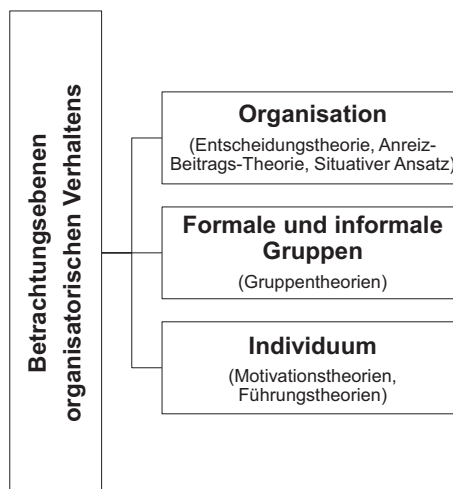 Betrachtungsebenen
organisatorischen Verhaltens
Organisation
(Entscheidungstheorie, Anreiz-
Beitrags-Theorie, Situativer Ansatz)
Formale und informale
Gruppen
(Gruppentheorien)
Individuum
(Motivationstheorien,
Führungstheorien)